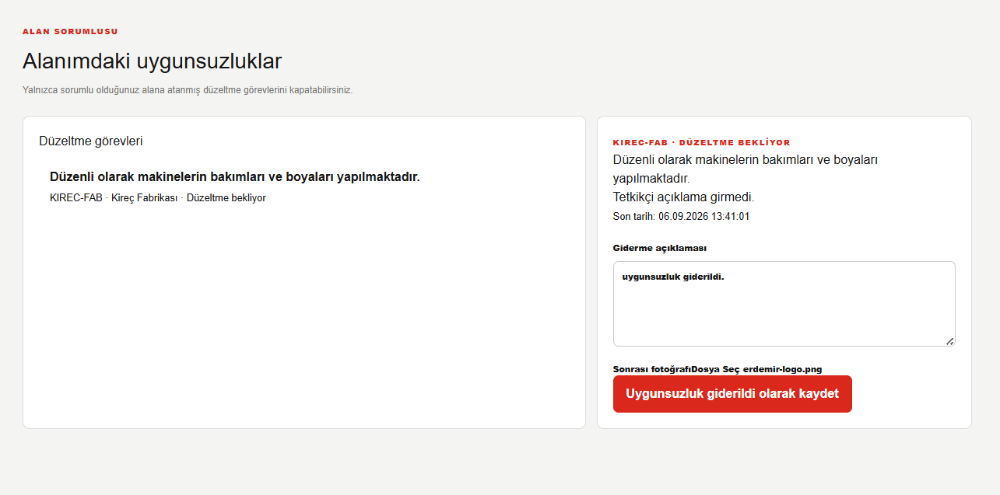 ALAN SORUMLUSU
Alanımdaki uygunsuzluklar
Yalnızca sorumlu olduğunuz alana atanmış düzeltme görevlerini kapatabilirsiniz.
Düzeltme görevleri
Düzenli olarak makinelerin bakımları ve boyaları yapılmaktadır.
KIREC-FAB · Kireç Fabrikası · Düzeltme bekliyor
KIREC-FAB · DÜZELTME BEKLİYOR
Düzenli olarak makinelerin bakımları ve boyaları
yapılmaktadır.
Tetkikçi açıklama girmedi.
Son tarih: 06.09.2026 13:41:01
Giderme açıklaması
uygunsuzluk giderildi.
Sonrası fotoğrafıDosya Seç erdemir-logo.png
Uygunsuzluk giderildi olarak kaydet